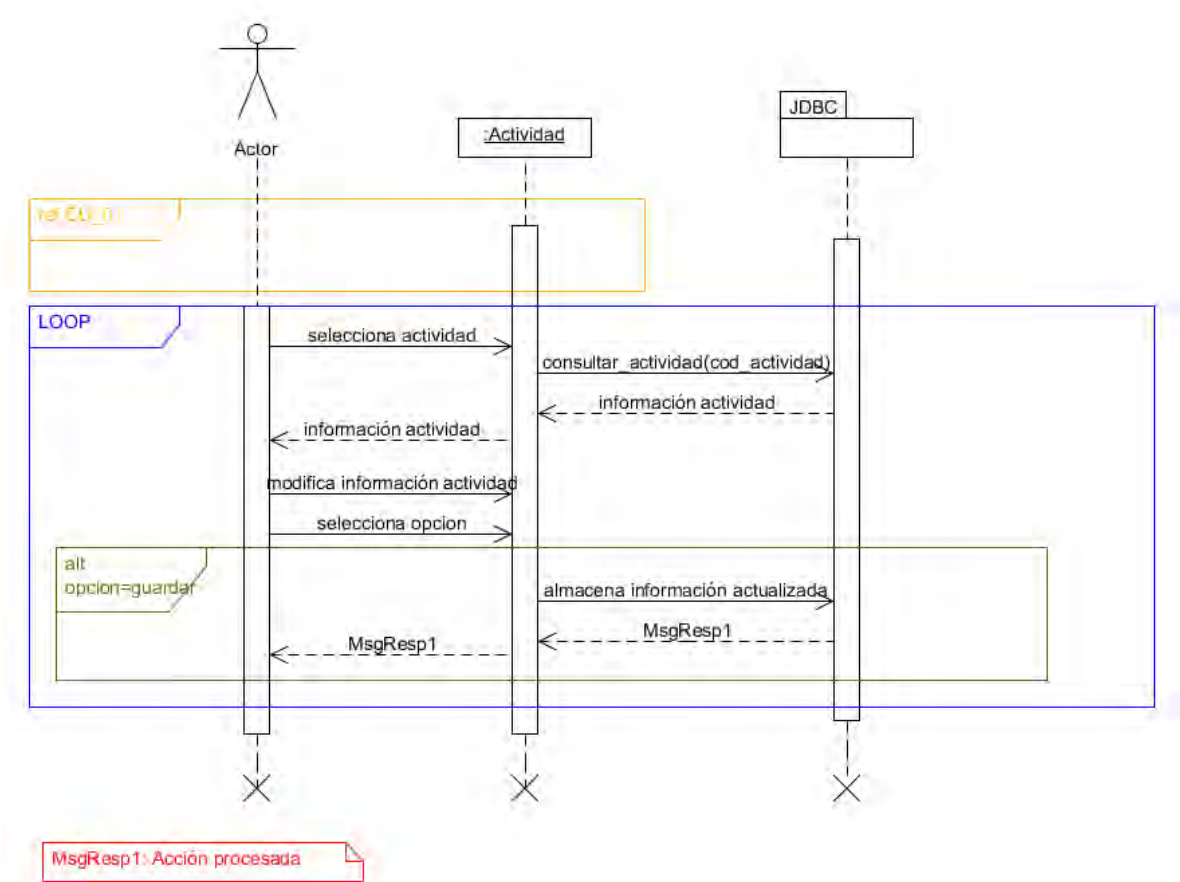 JDBC
:Actividad
Actor
ref
LOOP
selecciona actividad
consultar_actividad(cod_actividad)
información actividad
información actividad
modifica información actividad
selecciona opcion
alt
opcion=guardar
almacena información actualizada
MsgResp1
MsgResp1
MsgResp1: Acción procesada